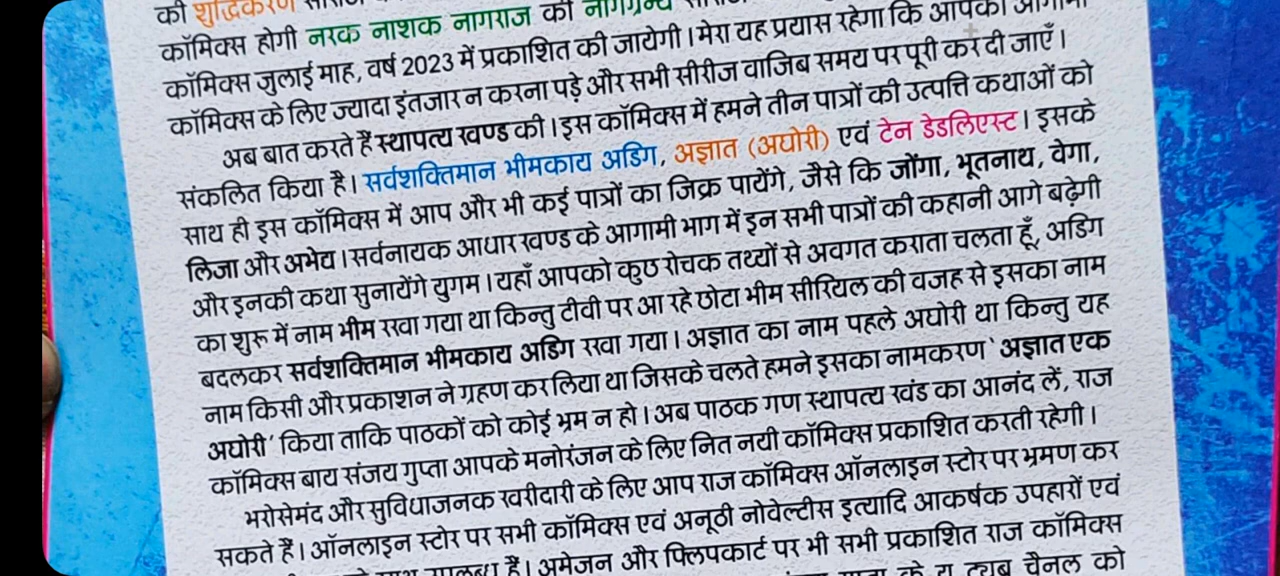 की शुद्धिकरण
कॉमिक्स होगी नरक नाशक नागराज की नागग्रन्थ
कॉमिक्स जुलाई माह, वर्ष 2023 में प्रकाशित की जायेगी। मेरा यह प्रयास रहेगा कि आपको आगामी
कॉमिक्स के लिए ज्यादा इंतजार न करना पड़े और सभी सीरीज वाजिब समय पर पूरी कर दी जाएँ।
अब बात करते हैं स्थापत्य खण्ड की। इस कॉमिक्स में हमने तीन पात्रों की उत्पत्ति कथाओं को
संकलित किया है। सर्वशक्तिमान भीमकाय अडिग, अज्ञात (अघोरी) एवं टेन डेडलिएस्ट। इसके
साथ ही इस कॉमिक्स में आप और भी कई पात्रों का जिक्र पायेंगे, जैसे कि जोंगा, भूतनाथ, वेगा,
लिजा और अभेद्य। सर्वनायक आधार खण्ड के आगामी भाग में इन सभी पात्रों की कहानी आगे बढ़ेगी
और इनकी कथा सुनायेंगे युगम। यहाँ आपको कुछ रोचक तथ्यों से अवगत कराता चलता हूँ, अडिग
का शुरू में नाम भीम रखा गया था किन्तु टीवी पर आ रहे छोटा भीम सीरियल की वजह से इसका नाम
बदलकर सर्वशक्तिमान भीमकाय अडिग रखा गया। अज्ञात का नाम पहले अघोरी था किन्तु यह
नाम किसी और प्रकाशन ने ग्रहण कर लिया था जिसके चलते हमने इसका नामकरण 'अज्ञात एक
अघोरी' किया ताकि पाठकों को कोई भ्रम न हो। अब पाठक गण स्थापत्य खंड का आनंद लें, राज
कॉमिक्स बाय संजय गुप्ता आपके मनोरंजन के लिए नित नयी कॉमिक्स प्रकाशित करती रहेगी।
भरोसेमंद और सुविधाजनक खरीदारी के लिए आप राज कॉमिक्स ऑनलाइन स्टोर पर भ्रमण कर
सकते हैं। ऑनलाइन स्टोर पर सभी कॉमिक्स एवं अनूठी नोवेल्टीस इत्यादि आकर्षक उपहारों एवं
हैं। अमेजन और फ्लिपकार्ट पर भी सभी प्रकाशित राज कॉमिक्स
चैनल को